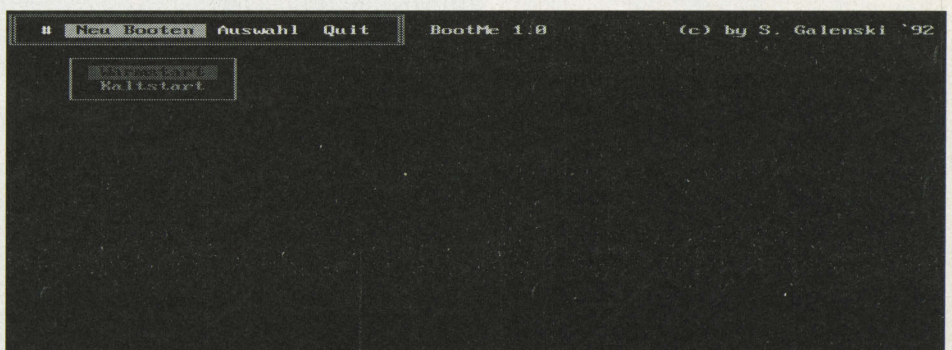 # Neu Booten Auswahl Quit BootMe 1.0 (c) by S. Galenski `92
Warmstart
Kaltstart